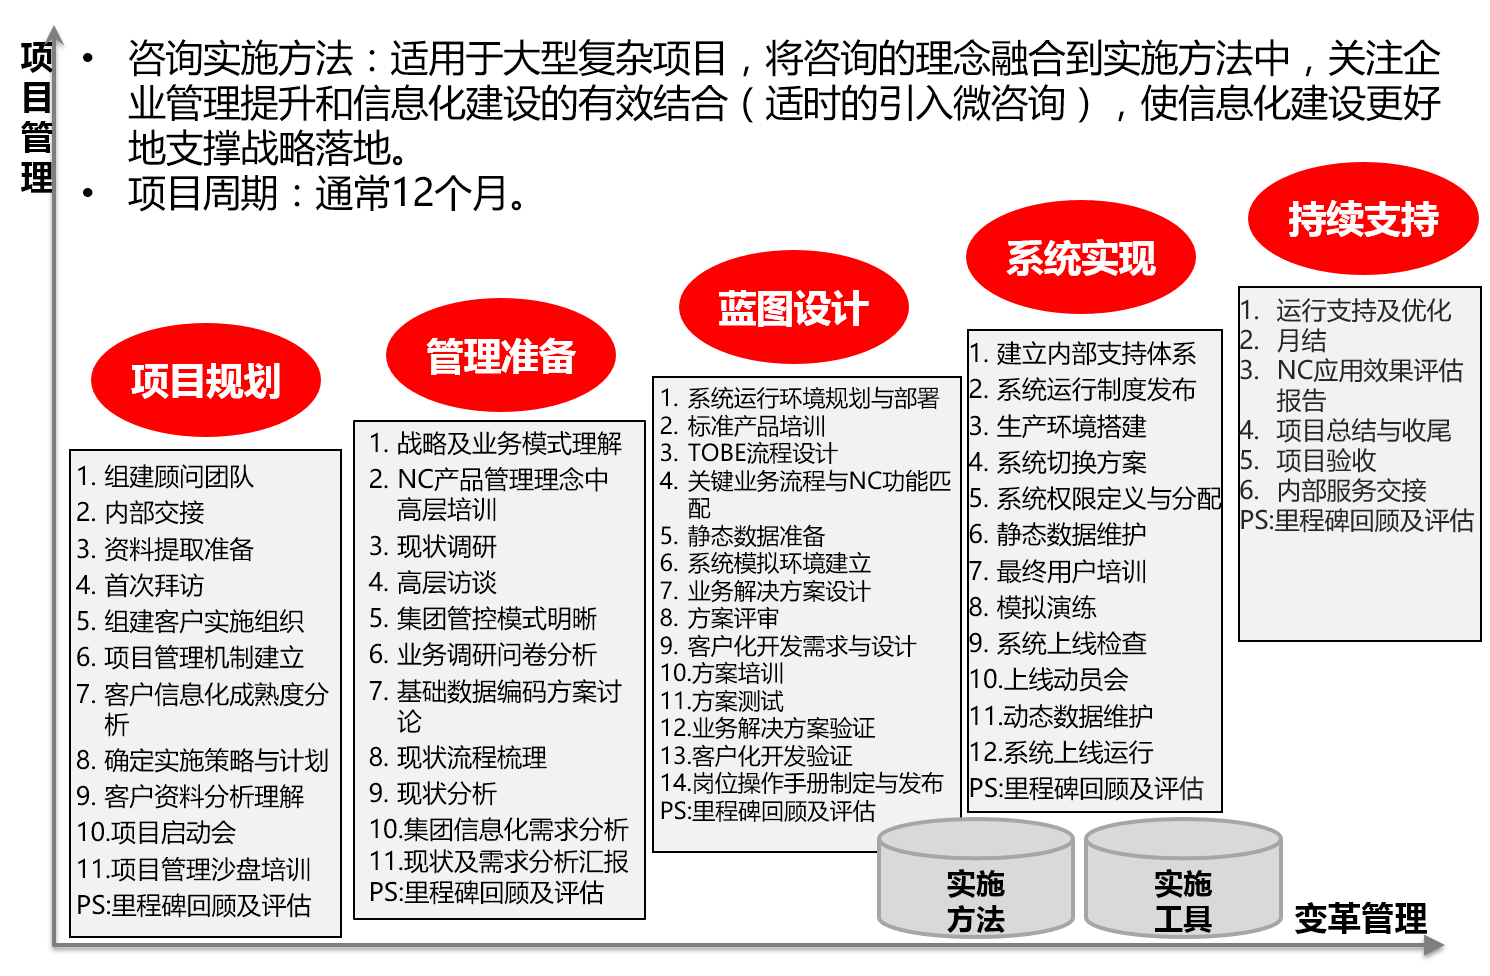 项
目
管
理
• 咨询实施方法：适用于大型复杂项目，将咨询的理念融合到实施方法中，关注企
业管理提升和信息化建设的有效结合（适时的引入微咨询），使信息化建设更好
地支撑战略落地。
• 项目周期：通常12个月。
项目规划
1. 组建顾问团队
2. 内部交接
3. 资料提取准备
4. 首次拜访
5. 组建客户实施组织
6. 项目管理机制建立
7. 客户信息化成熟度分
析
8. 确定实施策略与计划
9. 客户资料分析理解
10.项目启动会
11.项目管理沙盘培训
PS:里程碑回顾及评估
管理准备
1. 战略及业务模式理解
2. NC产品管理理念中
高层培训
3. 现状调研
4. 高层访谈
5. 集团管控模式明晰
6. 业务调研问卷分析
7. 基础数据编码方案讨
论
8. 现状流程梳理
9. 现状分析
10.集团信息化需求分析
11.现状及需求分析汇报
PS:里程碑回顾及评估
蓝图设计
1. 系统运行环境规划与部署
2. 标准产品培训
3. TOBE流程设计
4. 关键业务流程与NC功能匹
配
5. 静态数据准备
6. 系统模拟环境建立
7. 业务解决方案设计
8. 方案评审
9. 客户化开发需求与设计
10.方案培训
11.方案测试
12.业务解决方案验证
13.客户化开发验证
14.岗位操作手册制定与发布
PS:里程碑回顾及评估
系统实现
1. 建立内部支持体系
2. 系统运行制度发布
3. 生产环境搭建
4. 系统切换方案
5. 系统权限定义与分配
6. 静态数据维护
7. 最终用户培训
8. 模拟演练
9. 系统上线检查
10.上线动员会
11.动态数据维护
12.系统上线运行
PS:里程碑回顾及评估
持续支持
1. 运行支持及优化
2. 月结
3. NC应用效果评估
报告
4. 项目总结与收尾
5. 项目验收
6. 内部服务交接
PS:里程碑回顾及评估
实施
方法
实施
工具
变革管理